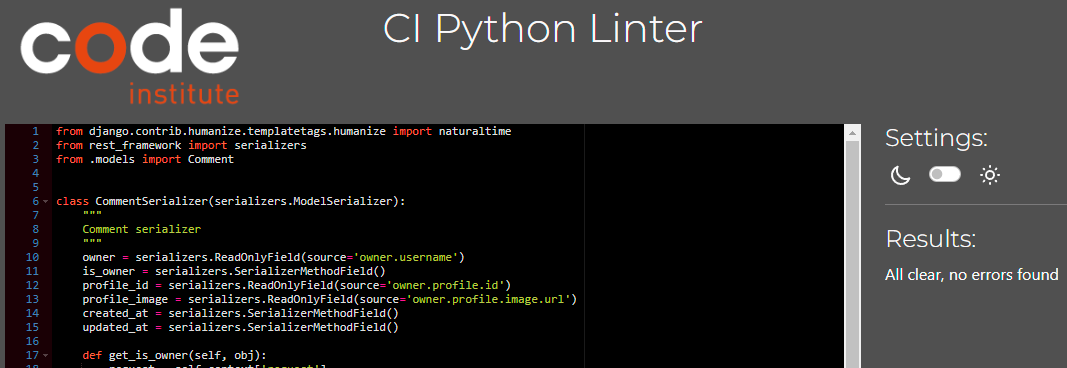 code
institute
CI Python Linter
1 from django.contrib.humanize.templatetags.humanize import naturaltime
2 from rest_framework import serializers
3 from .models import Comment
4
5
6 class CommentSerializer(serializers.ModelSerializer):
7     """
8     Comment serializer
9     """
10     owner = serializers.ReadOnlyField(source='owner.username')
11     is_owner = serializers.SerializerMethodField()
12     profile_id = serializers.ReadOnlyField(source='owner.profile.id')
13     profile_image = serializers.ReadOnlyField(source='owner.profile.image.url')
14     created_at = serializers.SerializerMethodField()
15     updated_at = serializers.SerializerMethodField()
16
17     def get_is_owner(self, obj):
Settings:
Results:
All clear, no errors found